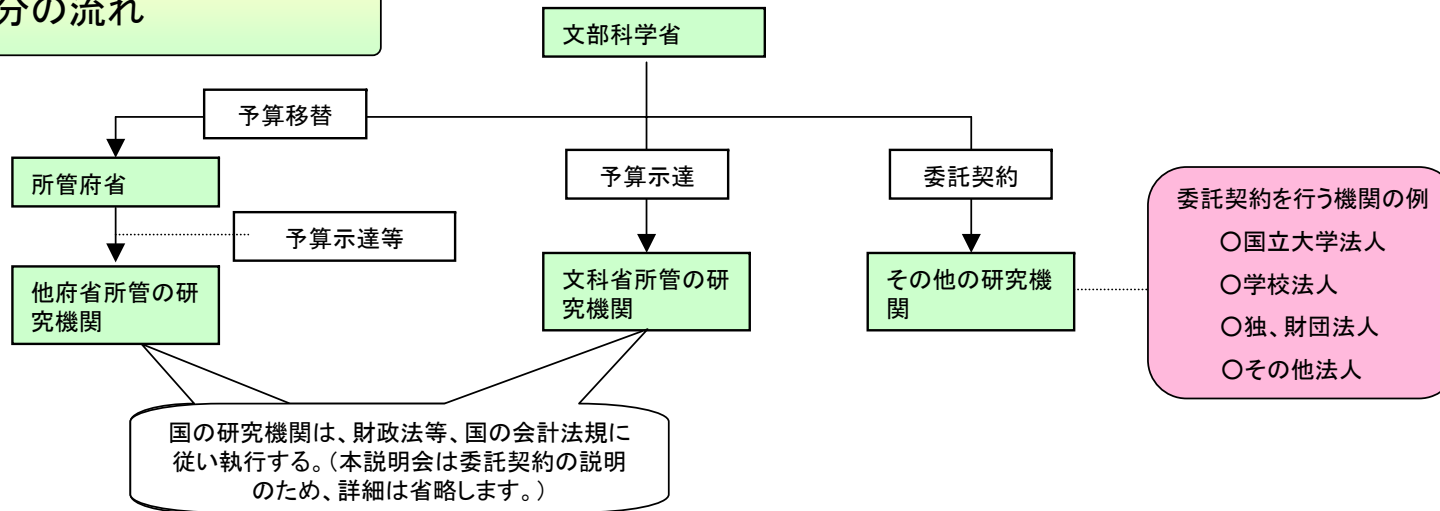 分の流れ
文部科学省
予算移替
所管府省
予算示達
委託契約
予算示達等
他府省所管の研
究機関
文科省所管の研
究機関
その他の研究機
関
委託契約を行う機関の例
○国立大学法人
○学校法人
○独、財団法人
○その他法人
国の研究機関は、財政法等、国の会計法規に
従い執行する。(本説明会は委託契約の説明
のため、詳細は省略します。)